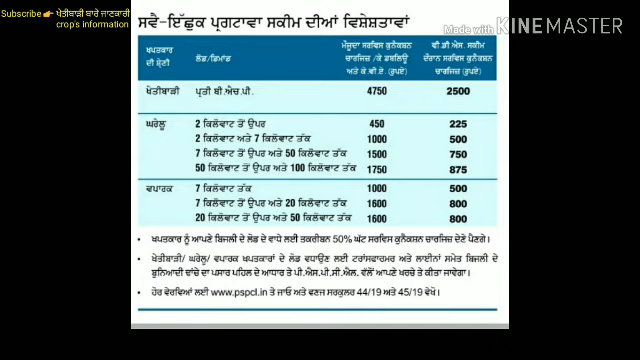 Subscribe👉 ਖੇਤੀਬਾੜੀ ਬਾਰੇ ਜਾਣਕਾਰੀ
crop's information
Made with KINEMASTER
ਸਵੈ-ਇੱਛੁਕ ਪ੍ਰਗਟਾਵਾ ਸਕੀਮ ਦੀਆਂ ਵਿਸ਼ੇਸ਼ਤਾਵਾਂ
ਖਪਤਕਾਰ ਦੀ ਸ਼੍ਰੇਣੀ ਲੋਡ/ਡਿਮਾਂਡ ਮੌਜੂਦਾ ਸਰਵਿਸ ਕੁਨੈਕਸ਼ਨ ਚਾਰਜਿਜ਼ /ਕੇ ਡਬਲਿਊ ਅਤੇ ਕੇ.ਵੀ.ਏ. (ਰੁਪਏ) ਵੀ.ਡੀ.ਐਸ. ਸਕੀਮ ਦੌਰਾਨ ਸਰਵਿਸ ਕੁਨੈਕਸ਼ਨ ਚਾਰਜਿਜ਼ (ਰੁਪਏ)
ਖੇਤੀਬਾੜੀ ਪ੍ਰਤੀ ਬੀ.ਐਚ.ਪੀ. 4750 2500
ਘਰੇਲੂ 2 ਕਿਲੋਵਾਟ ਤੋਂ ਉਪਰ 450 225
2 ਕਿਲੋਵਾਟ ਅਤੇ 7 ਕਿਲੋਵਾਟ ਤੱਕ 1000 500
7 ਕਿਲੋਵਾਟ ਤੋਂ ਉਪਰ ਅਤੇ 50 ਕਿਲੋਵਾਟ ਤੱਕ 1500 750
50 ਕਿਲੋਵਾਟ ਤੋਂ ਉਪਰ ਅਤੇ 100 ਕਿਲੋਵਾਟ ਤੱਕ 1750 875
ਵਪਾਰਕ 7 ਕਿਲੋਵਾਟ ਤੱਕ 1000 500
7 ਕਿਲੋਵਾਟ ਤੋਂ ਉਪਰ ਅਤੇ 20 ਕਿਲੋਵਾਟ ਤੱਕ 1600 800
20 ਕਿਲੋਵਾਟ ਤੋਂ ਉਪਰ ਅਤੇ 50 ਕਿਲੋਵਾਟ ਤੱਕ 1600 800
• ਖਪਤਕਾਰ ਨੂੰ ਆਪਣੇ ਬਿਜਲੀ ਦੇ ਲੋਡ ਦੇ ਵਾਧੇ ਲਈ ਤਕਰੀਬਨ 50% ਘੱਟ ਸਰਵਿਸ ਕੁਨੈਕਸ਼ਨ ਚਾਰਜਿਜ਼ ਦੇਣੇ ਪੈਣਗੇ।
• ਖੇਤੀਬਾੜੀ/ ਘਰੇਲੂ/ ਵਪਾਰਕ ਖਪਤਕਾਰਾਂ ਦੇ ਲੋਡ ਵਧਾਉਣ ਲਈ ਟਰਾਂਸਫਾਰਮਰ ਅਤੇ ਲਾਈਨਾਂ ਸਮੇਤ ਬਿਜਲੀ ਦੇ
ਬੁਨਿਆਦੀ ਢਾਂਚੇ ਦਾ ਪਸਾਰ ਪਹਿਲ ਦੇ ਆਧਾਰ ਤੇ ਪੀ.ਐਸ.ਪੀ.ਸੀ.ਐਲ. ਵੱਲੋਂ ਆਪਣੇ ਖਰਚੇ ਤੇ ਕੀਤਾ ਜਾਵੇਗਾ।
• ਹੋਰ ਵੇਰਵਿਆਂ ਲਈ www.pspcl.in ਤੇ ਜਾਓ ਅਤੇ ਵਣਜ ਸਰਕੂਲਰ 44/19 ਅਤੇ 45/19 ਵੇਖੋ।